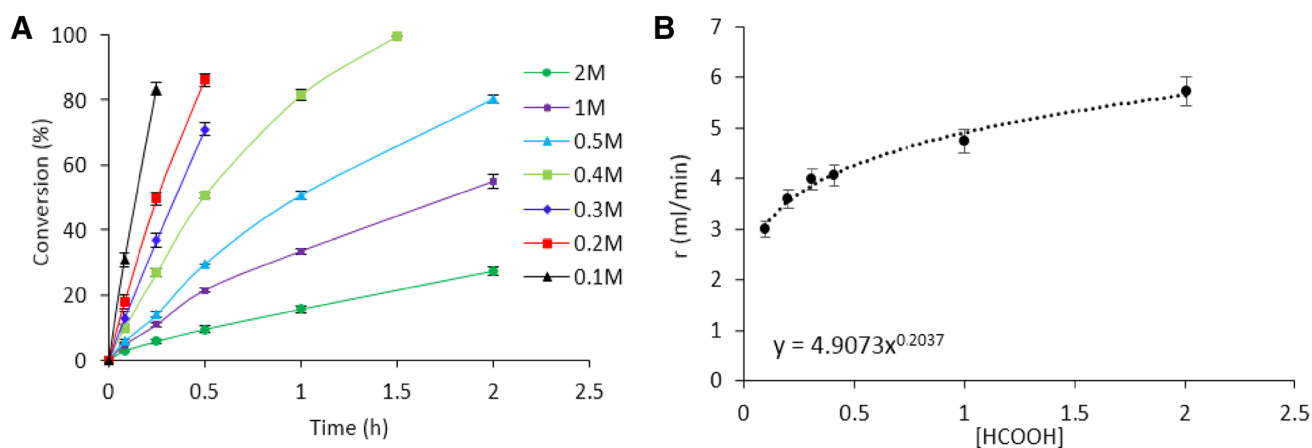 A
Conversion (%)
100
80
60
40
20
0
0
0.5
1
1.5
2
2.5
Time (h)
2M
1M
0.5M
0.4M
0.3M
0.2M
0.1M
B
r (ml/min)
7
6
5
4
3
2
1
0
y = 4.9073x^0.2037
0
0.5
1
1.5
2
2.5
[HCOOH]